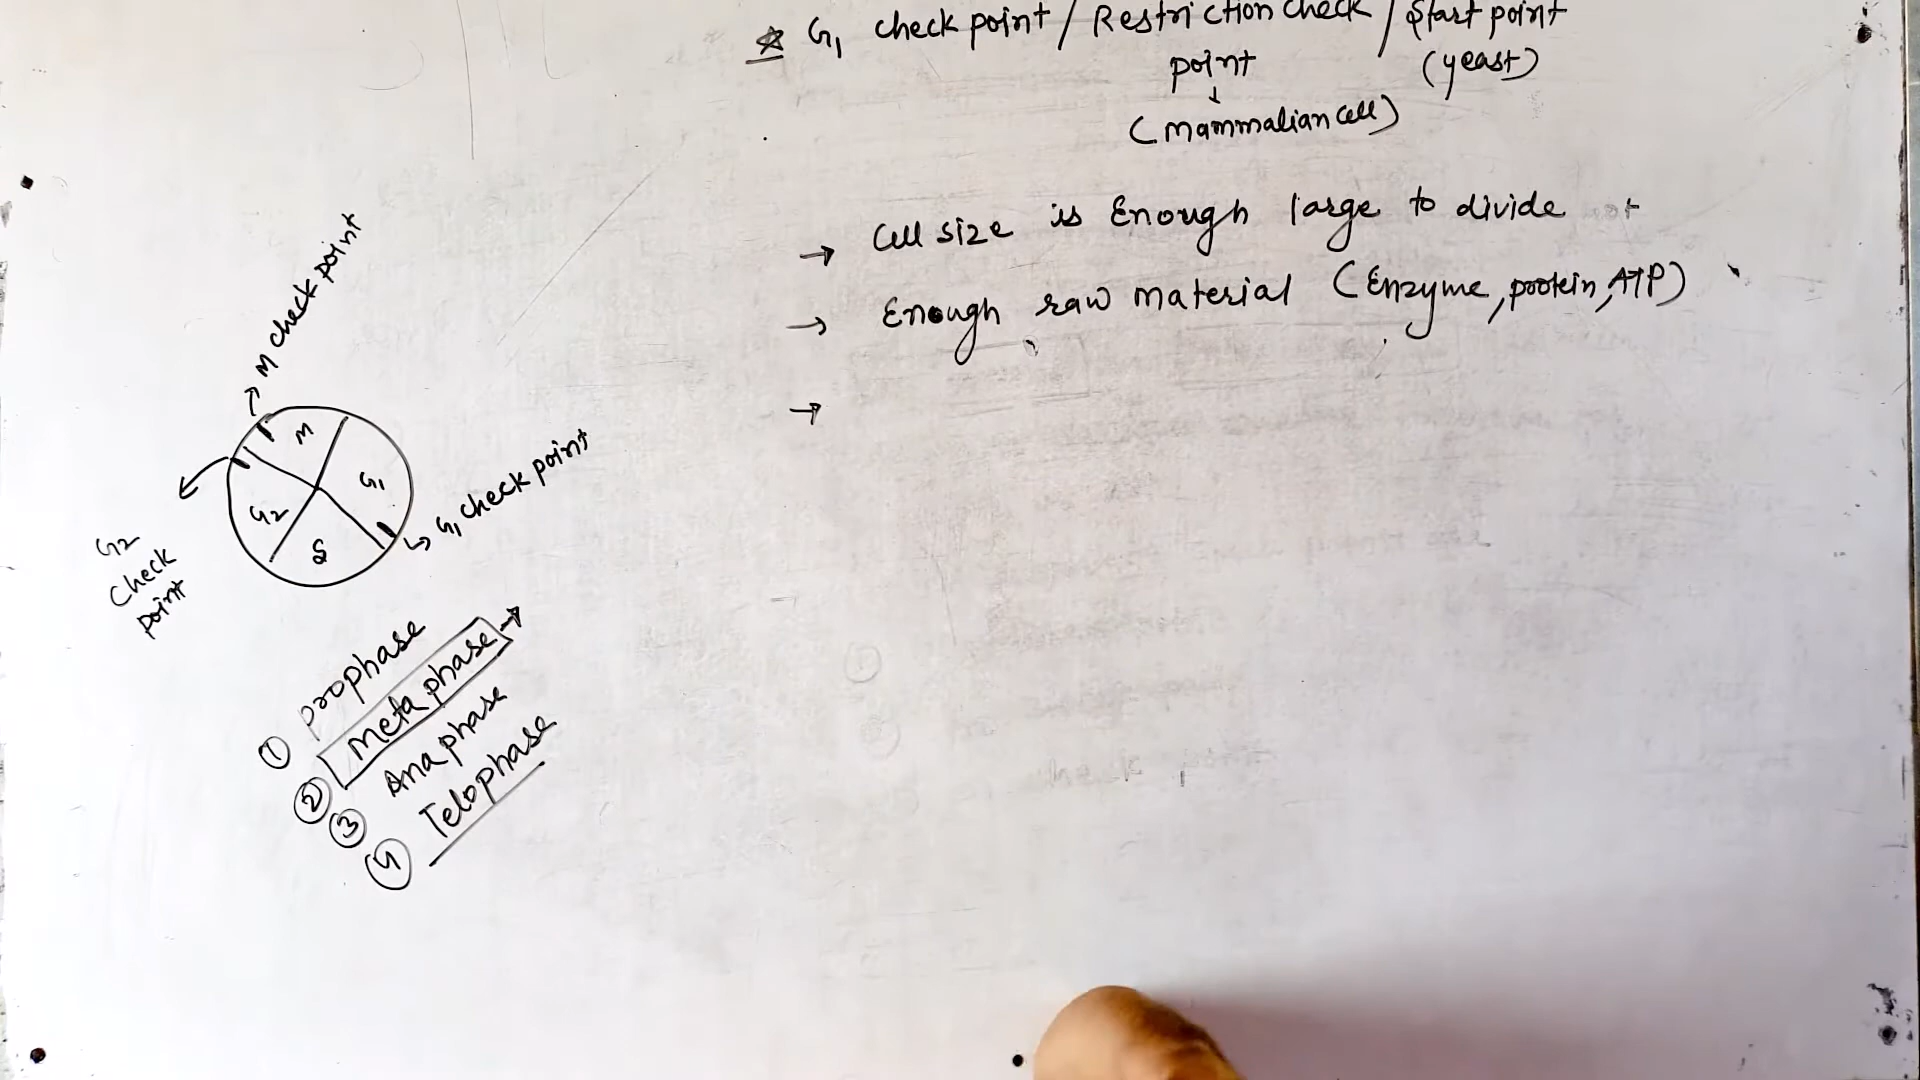 ☆ G1 check point / Restriction check / Start point
point (yeast)
↓
(mammalian cell)
→ Cell size is Enough large to divide
→ Enough raw material (Enzyme, protein, ATP)
→
M check point
M
G1
G2
S
→ G1 check point
G2
Check
point
① prophase
② Metaphase →
③ Anaphase
④ Telophase